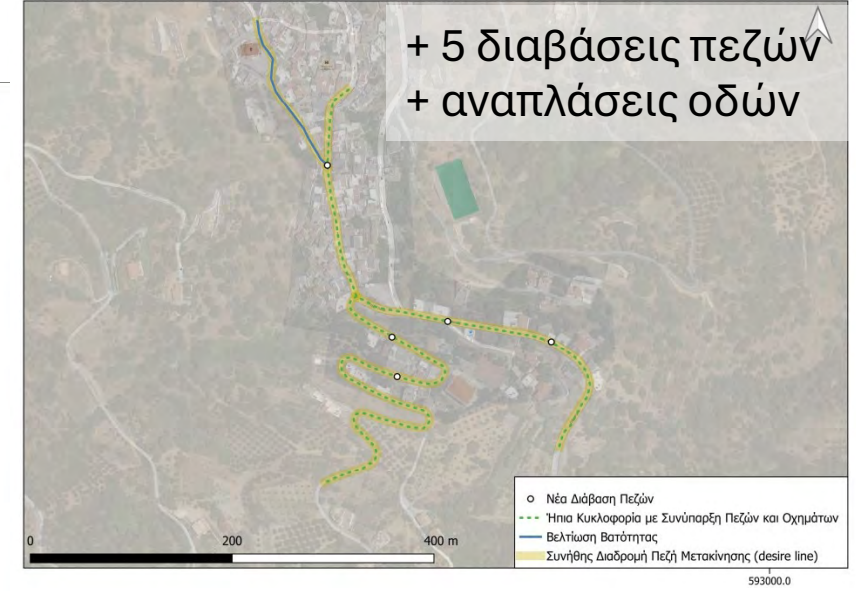 + 5 διαβάσεις πεζών
+ αναπλάσεις οδών
Νέα Διάβαση Πεζών
Ήπια Κυκλοφορία με Συνύπαρξη Πεζών και Οχημάτων
Βελτίωση Βατότητας
Συνήθης Διαδρομή Πεζή Μετακίνησης (desire line)
0 200 400 m
593000.0